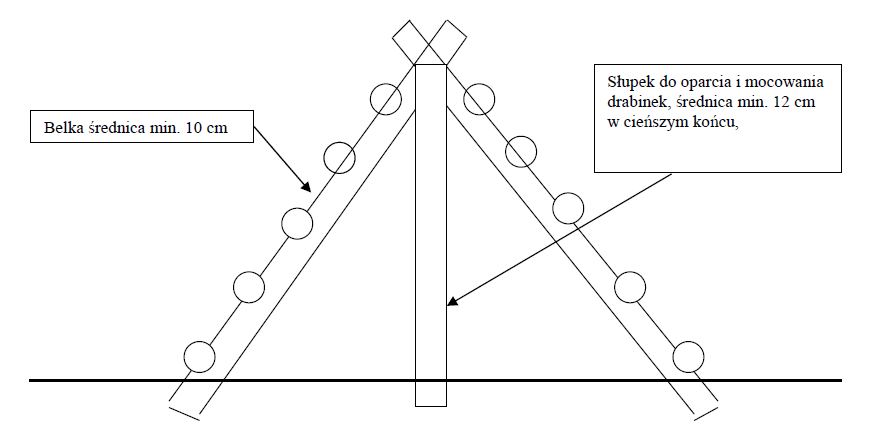 Belka średnica min. 10 cm
Słupek do oparcia i mocowania
drabinek, średnica min. 12 cm
w cieńszym końcu,